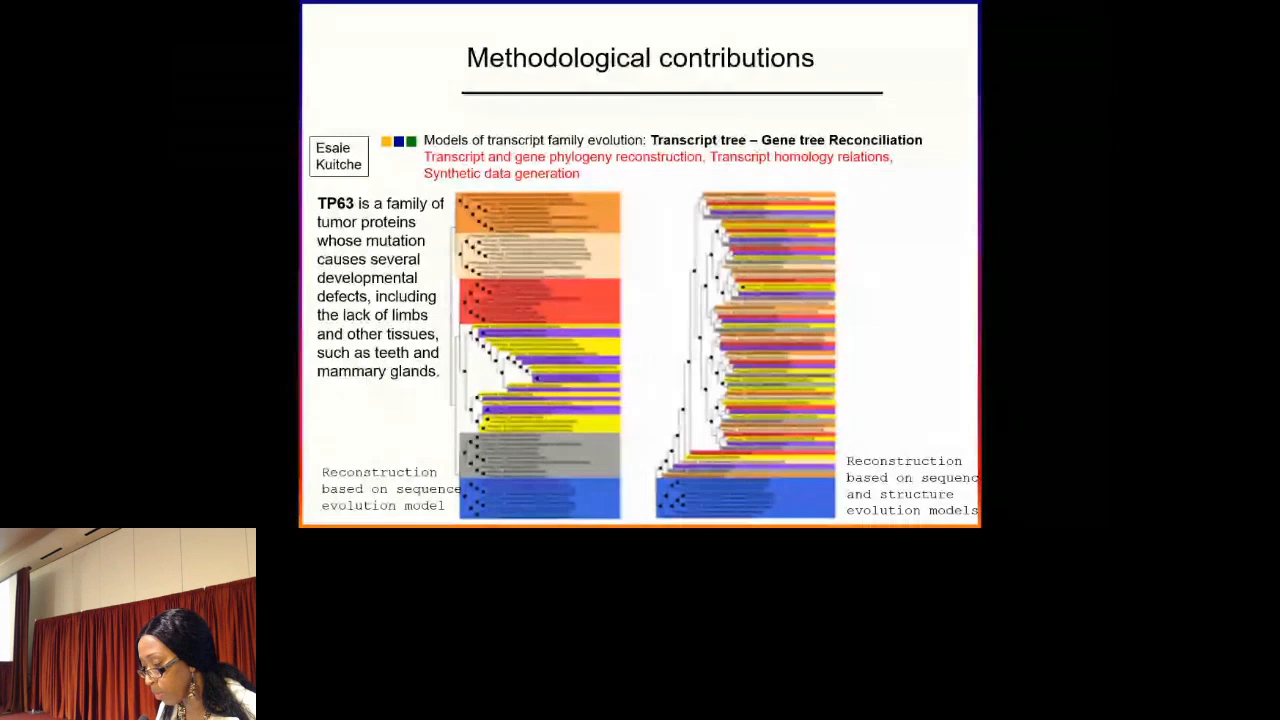 Methodological contributions
Esaie
Kuitche
Models of transcript family evolution: Transcript tree – Gene tree Reconciliation
Transcript and gene phylogeny reconstruction, Transcript homology relations,
Synthetic data generation
TP63 is a family of
tumor proteins
whose mutation
causes several
developmental
defects, including
the lack of limbs
and other tissues,
such as teeth and
mammary glands.
Reconstruction
based on sequence
evolution model
Reconstruction
based on sequenc
and structure
evolution models